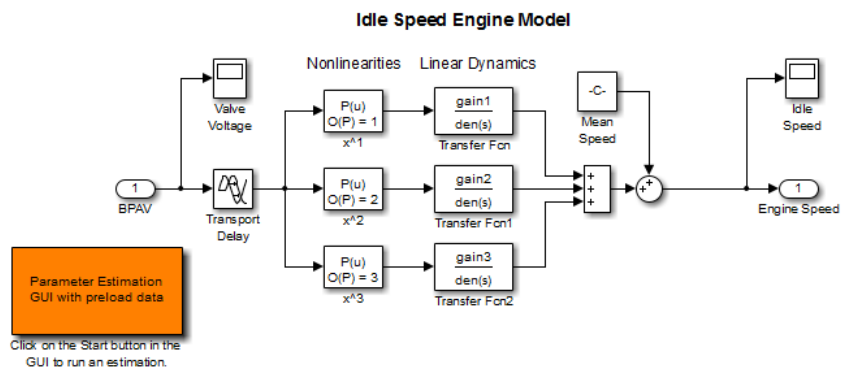 Idle Speed Engine Model
Nonlinearities
Linear Dynamics
Valve
Voltage
P(u)
O(P) = 1
x^1
gain1
den(s)
Transfer Fcn
-C-
Mean
Speed
Idle
Speed
1
BPAV
Transport
Delay
P(u)
O(P) = 2
x^2
gain2
den(s)
Transfer Fcn1
+
+
+
+
+
1
Engine Speed
P(u)
O(P) = 3
x^3
gain3
den(s)
Transfer Fcn2
Parameter Estimation
GUI with preload data
Click on the Start button in the
GUI to run an estimation.